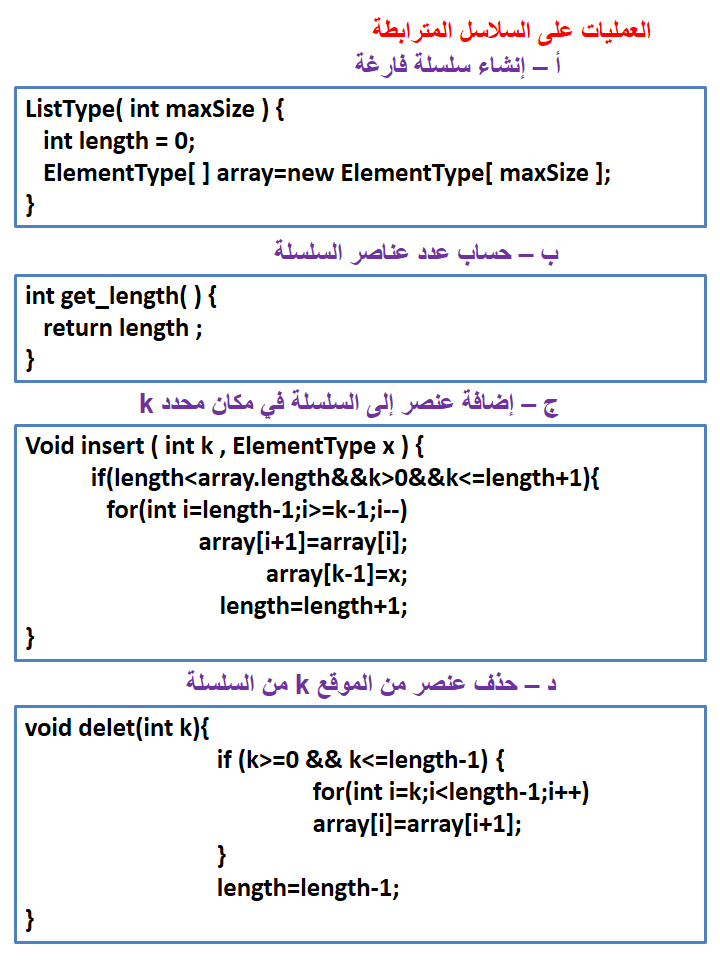 العمليات على السلاسل المترابطة
أ – إنشاء سلسلة فارغة
ListType( int maxSize ) {
int length = 0;
ElementType[ ] array=new ElementType[ maxSize ];
}
ب – حساب عدد عناصر السلسلة
int get_length( ) {
return length ;
}
ج – إضافة عنصر إلى السلسلة في مكان محدد k
Void insert ( int k , ElementType x ) {
if(length<array.length&&k>0&&k<=length+1){
for(int i=length-1;i>=k-1;i--)
array[i+1]=array[i];
array[k-1]=x;
length=length+1;
}
د – حذف عنصر من الموقع k من السلسلة
void delet(int k){
if (k>=0 && k<=length-1) {
for(int i=k;i<length-1;i++)
array[i]=array[i+1];
}
length=length-1;
}